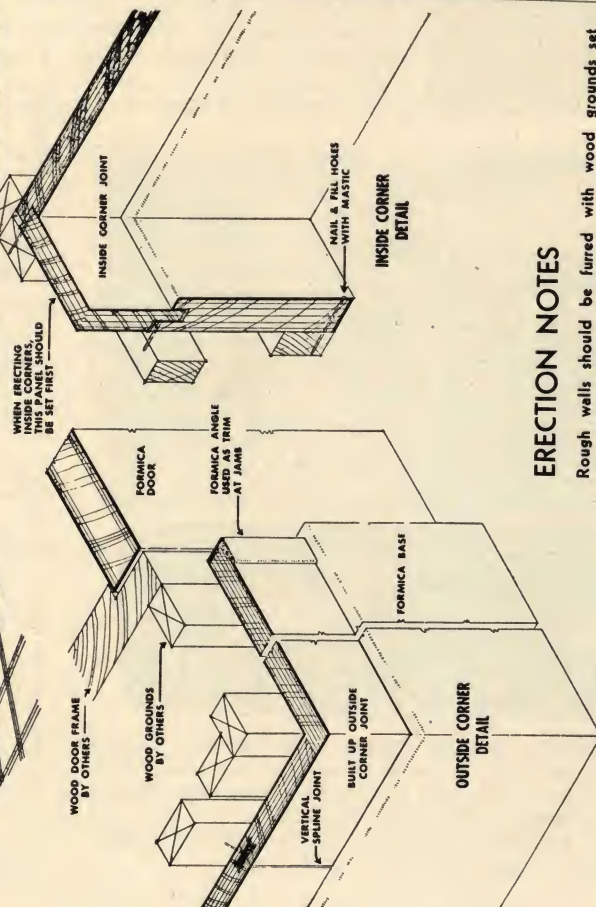 WHEN ERECTING
INSIDE CORNERS,
THIS PANEL SHOULD
BE SET FIRST
INSIDE CORNER JOINT
NAIL & FILL HOLES
WITH MASTIC
INSIDE CORNER
DETAIL
WOOD DOOR FRAME
BY OTHERS
WOOD GROUNDS
BY OTHERS
FORMICA
DOOR
FORMICA ANGLE
USED AS TRIM
AT JAMB
VERTICAL
SPLINE JOINT
BUILT UP OUTSIDE
CORNER JOINT
FORMICA BASE
OUTSIDE CORNER
DETAIL
ERECTION NOTES
Rough walls should be furred with wood grounds set